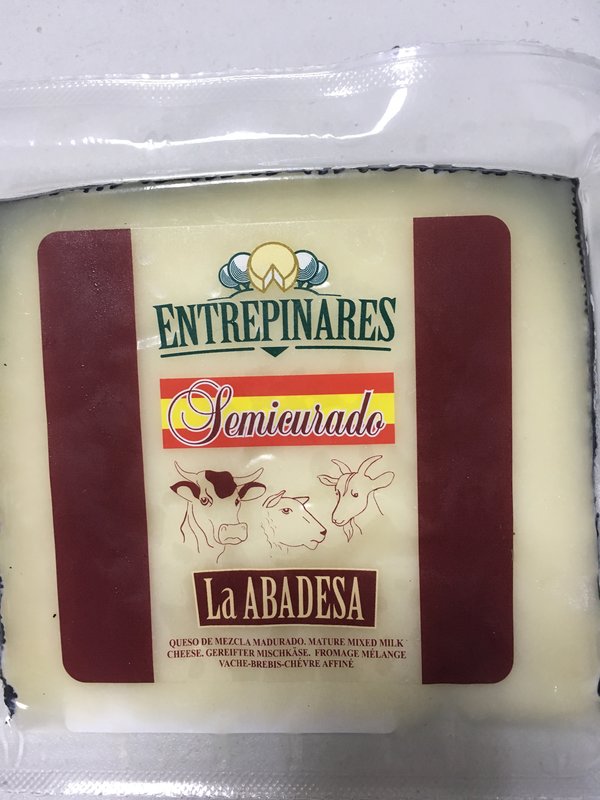 ENTREPINARES
Semicurado
La ABADESA
QUESO DE MEZCLA MADURADO. MATURE MIXED MILK
CHEESE. GEREIFTER MISCHKÄSE. FROMAGE MÉLANGE
VACHE-BREBIS-CHÉVRE AFFINÉ